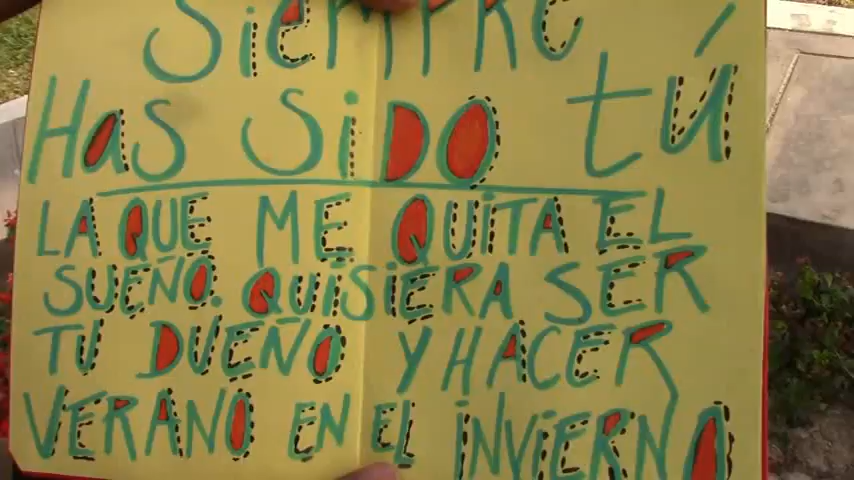 SiEMPRE
Has SiDO tú
LA QUE ME QUiTA EL
SUEÑO. QUiSiERA SER
TU DUEÑO Y HACER
VERANO EN EL iNViERNO